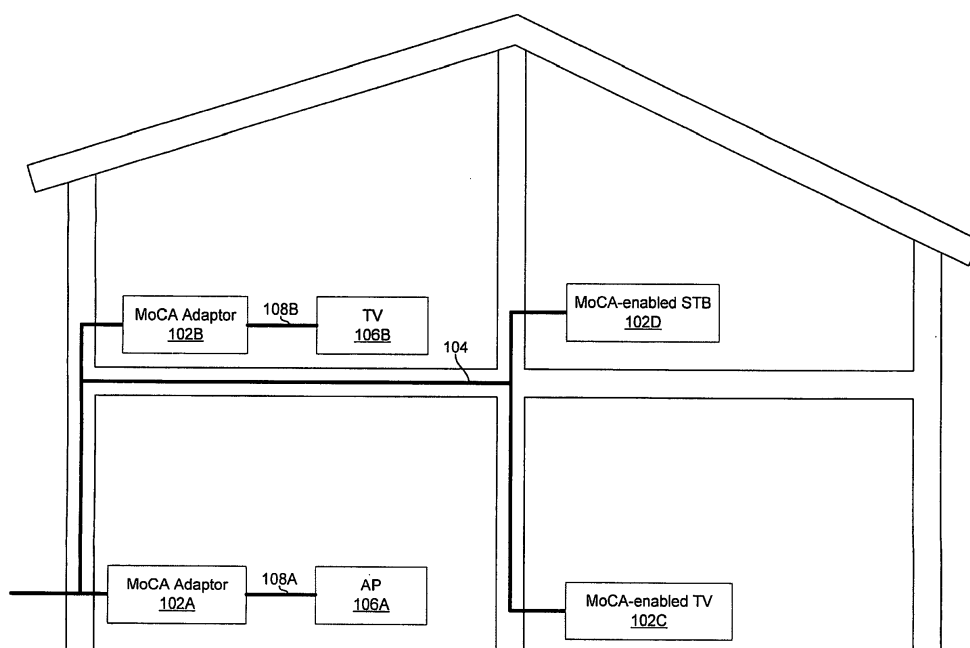 MoCA-enabled STB
102D
MoCA Adaptor
102B
108B
TV
106B
104
MoCA Adaptor
102A
108A
AP
106A
MoCA-enabled TV
102C